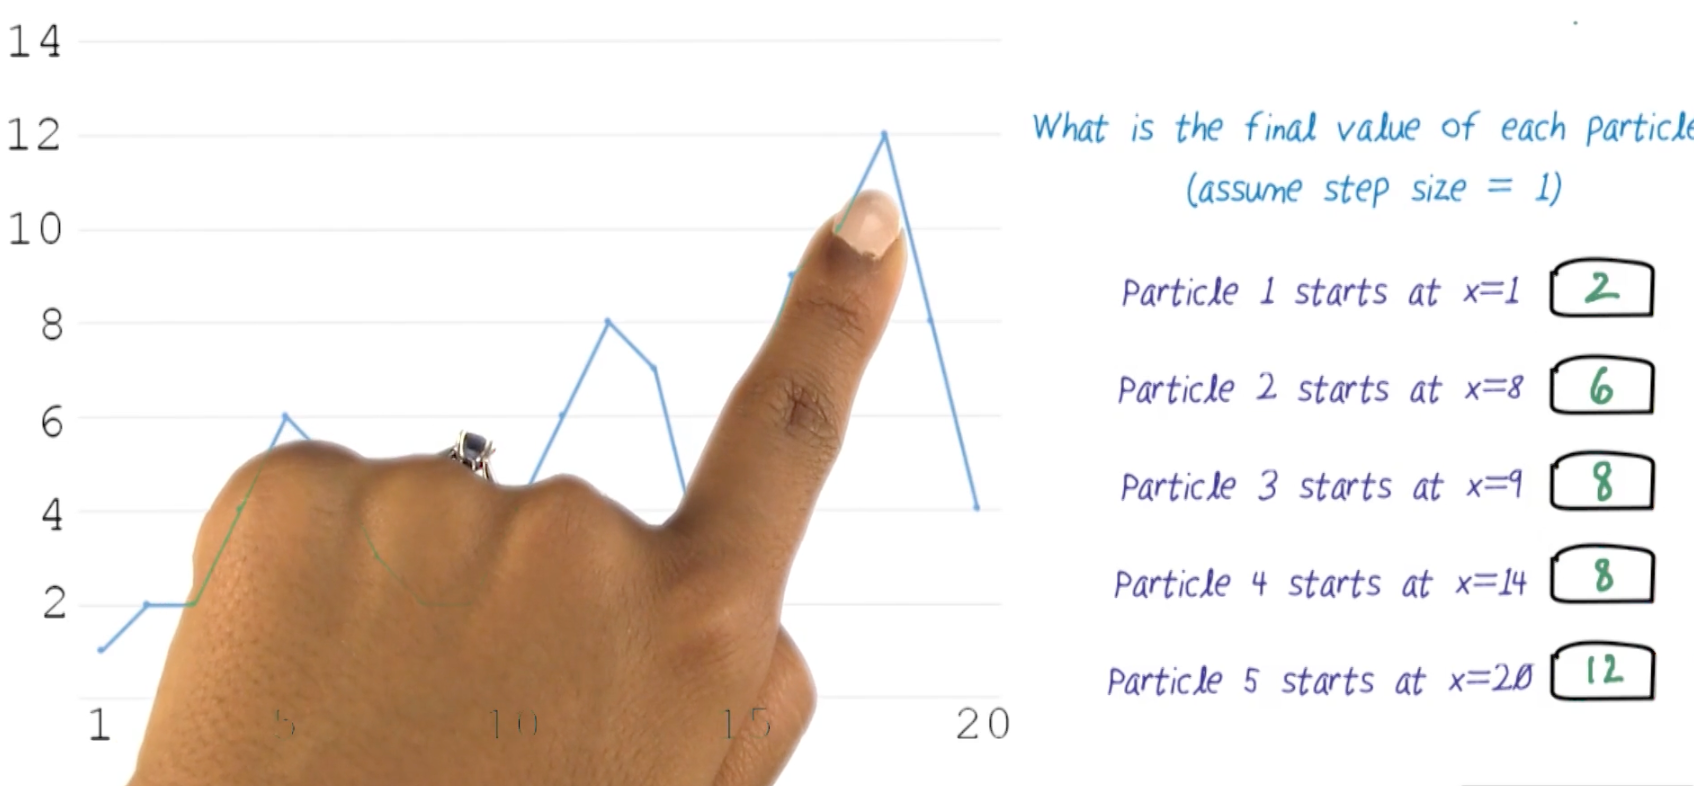 14
12
10
8
6
4
2
1 5 10 15 20
What is the final value of each particle
(assume step size = 1)
Particle 1 starts at x=1 2
Particle 2 starts at x=8 6
Particle 3 starts at x=9 8
Particle 4 starts at x=14 8
Particle 5 starts at x=20 12